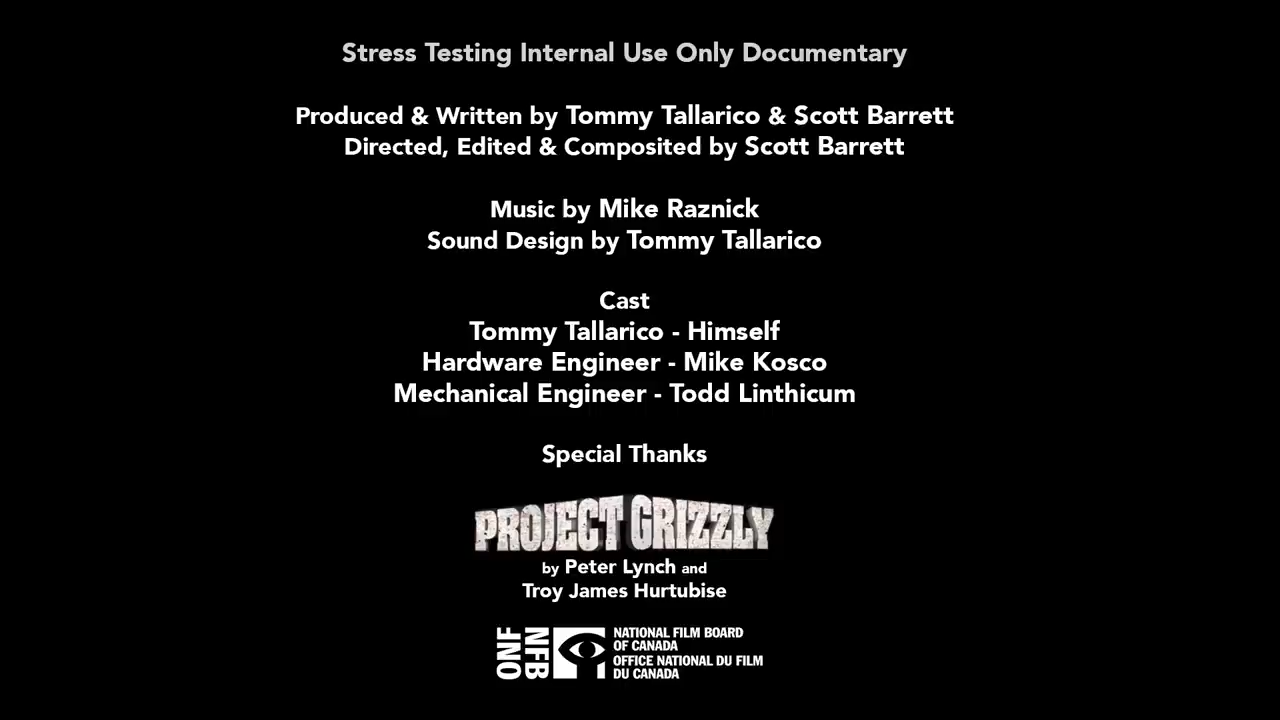 Stress Testing Internal Use Only Documentary
Produced & Written by Tommy Tallarico & Scott Barrett
Directed, Edited & Composited by Scott Barrett
Music by Mike Raznick
Sound Design by Tommy Tallarico
Cast
Tommy Tallarico - Himself
Hardware Engineer - Mike Kosco
Mechanical Engineer - Todd Linthicum
Special Thanks
PROJECT GRIZZLY
by Peter Lynch and
Troy James Hurtubise
ONF
NFB
NATIONAL FILM BOARD
OF CANADA
OFFICE NATIONAL DU FILM
DU CANADA